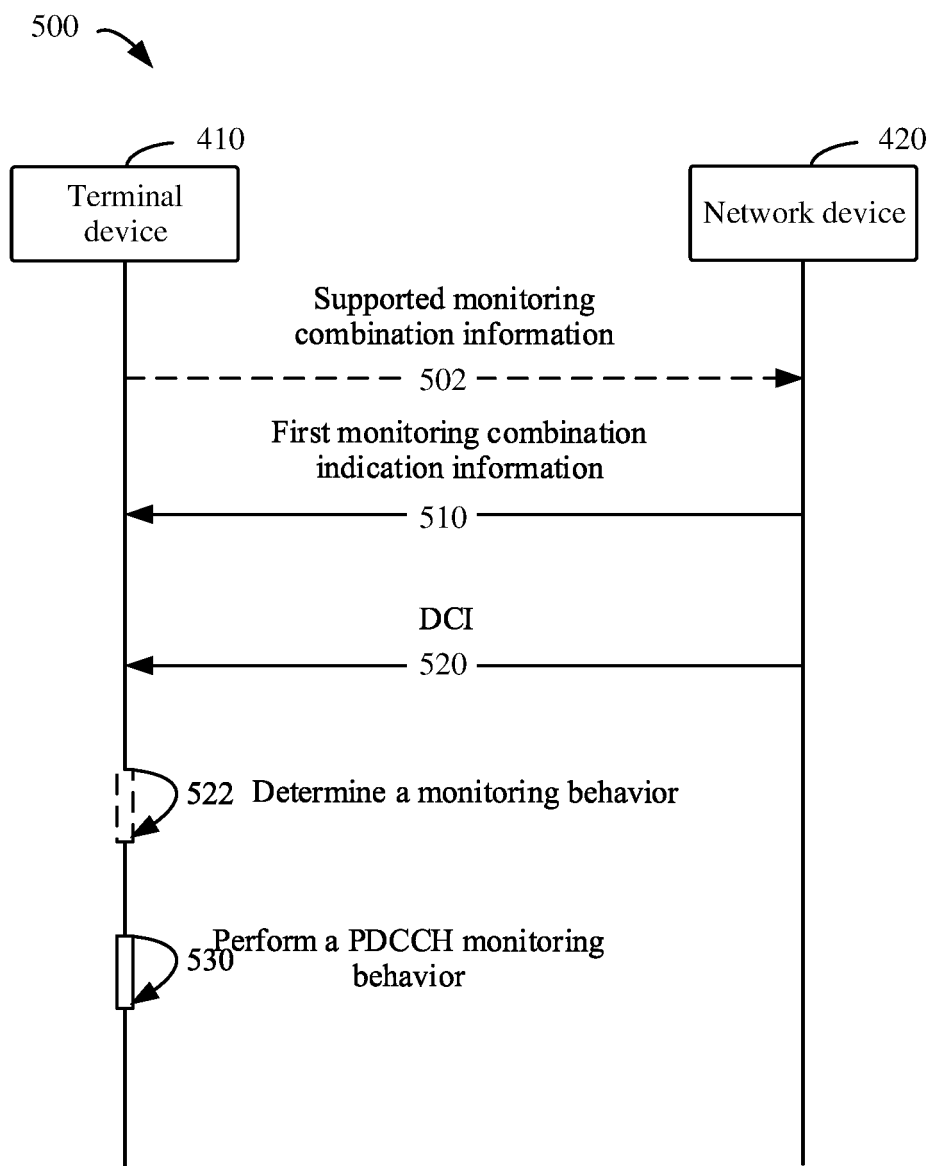 500
410
420
Terminal
device
Network device
Supported monitoring
combination information
502
First monitoring combination
indication information
510
DCI
520
522 Determine a monitoring behavior
530 Perform a PDCCH monitoring
behavior